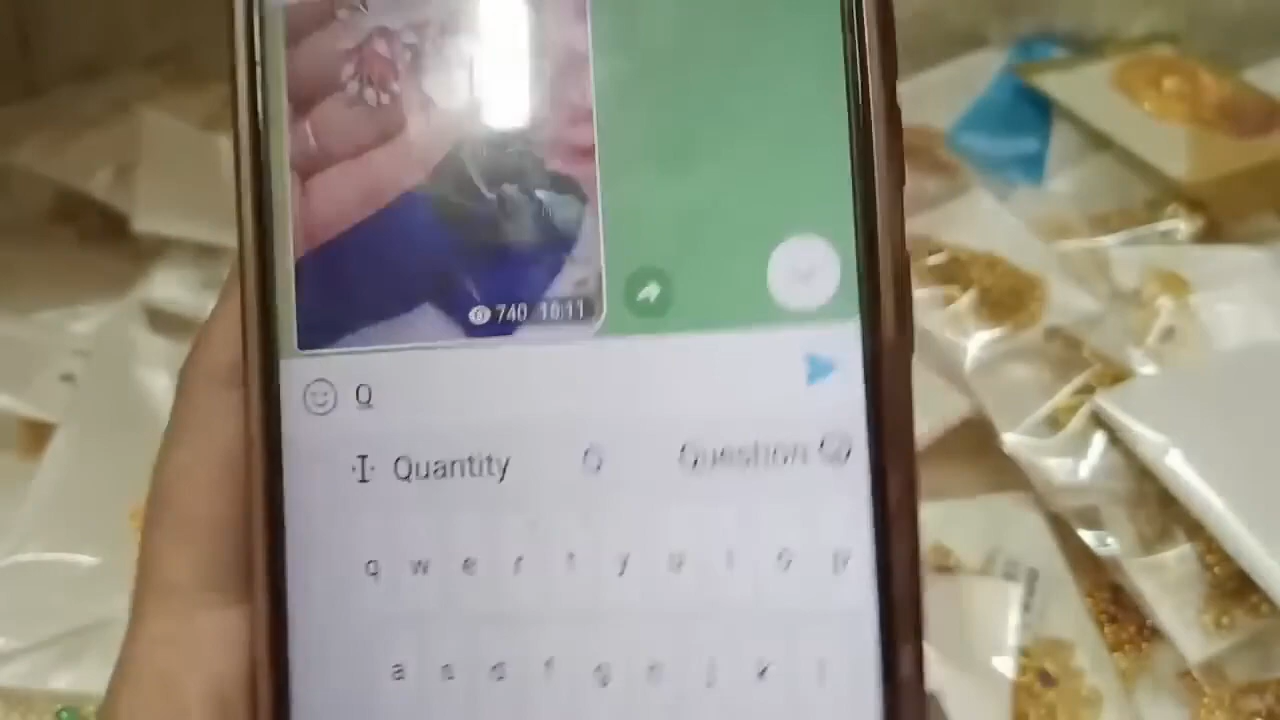 740 10:11
Q
Quantity Q Question
q w e r t y u i o p
a s d f g h j k l